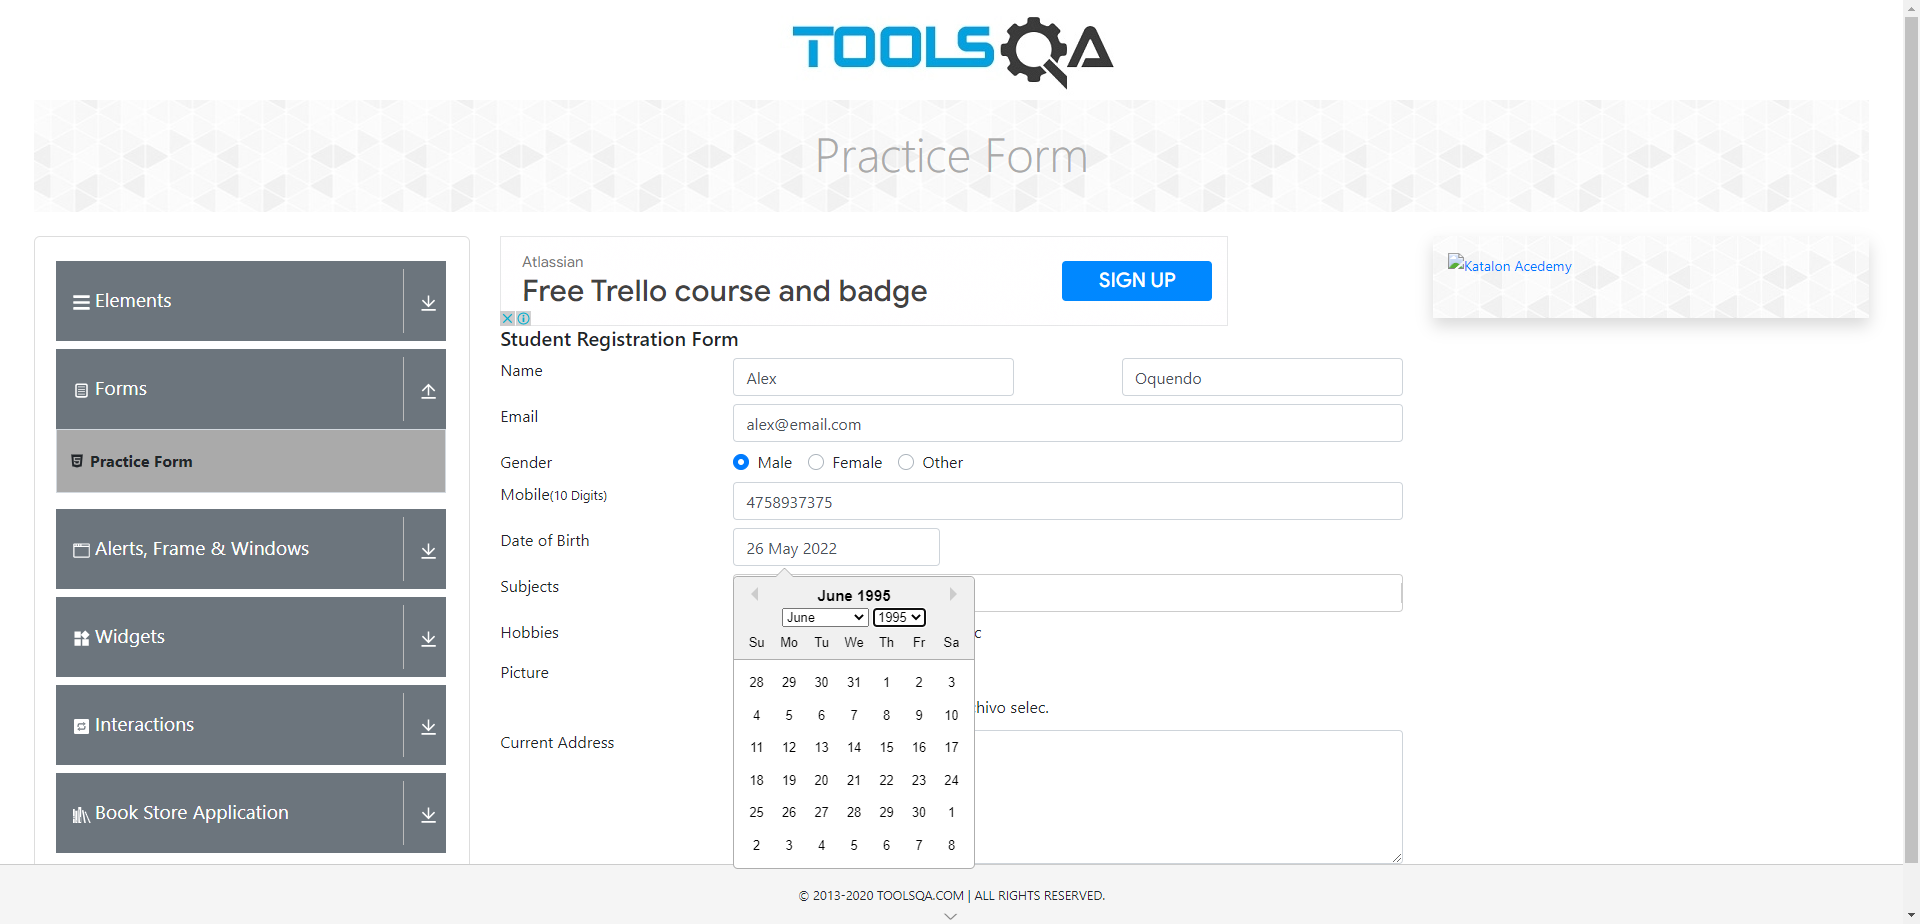 TOOLSQA
Practice Form
Elements
Forms
Practice Form
Alerts, Frame & Windows
Widgets
Interactions
Book Store Application
Atlassian
Free Trello course and badge
SIGN UP
Katalon Acedemy
Student Registration Form
Name
Alex
Oquendo
Email
alex@email.com
Gender
Male Female Other
Mobile(10 Digits)
4758937375
Date of Birth
26 May 2022
Subjects
June 1995
June 1995
Su Mo Tu We Th Fr Sa
28 29 30 31 1 2 3
4 5 6 7 8 9 10
11 12 13 14 15 16 17
18 19 20 21 22 23 24
25 26 27 28 29 30 1
2 3 4 5 6 7 8
Hobbies
c
Picture
hivo selec.
Current Address
© 2013-2020 TOOLSQA.COM | ALL RIGHTS RESERVED.